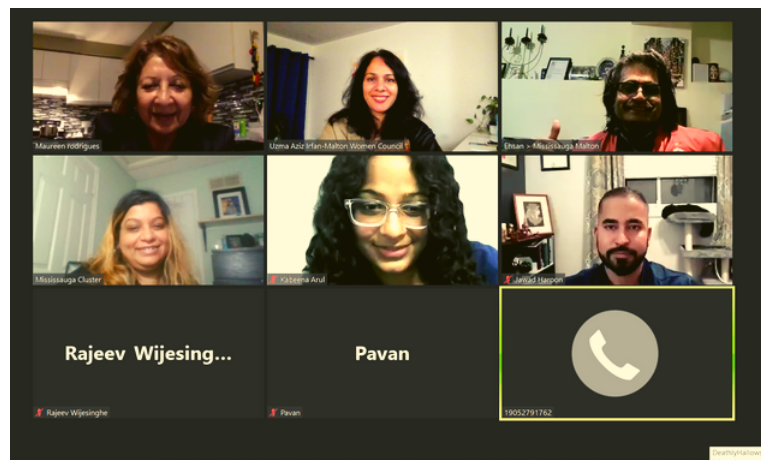 Maureen rodrigues
Uzma Aziz Irfan-Malton Women Council
Ehsan > Mississauga Malton
Mississauga Cluster
Kabeena Arul
Jawad Haroon
Rajeev Wijesing...
Pavan
Rajeev Wijesinghe
Pavan
19052791762
DeathlyHallows